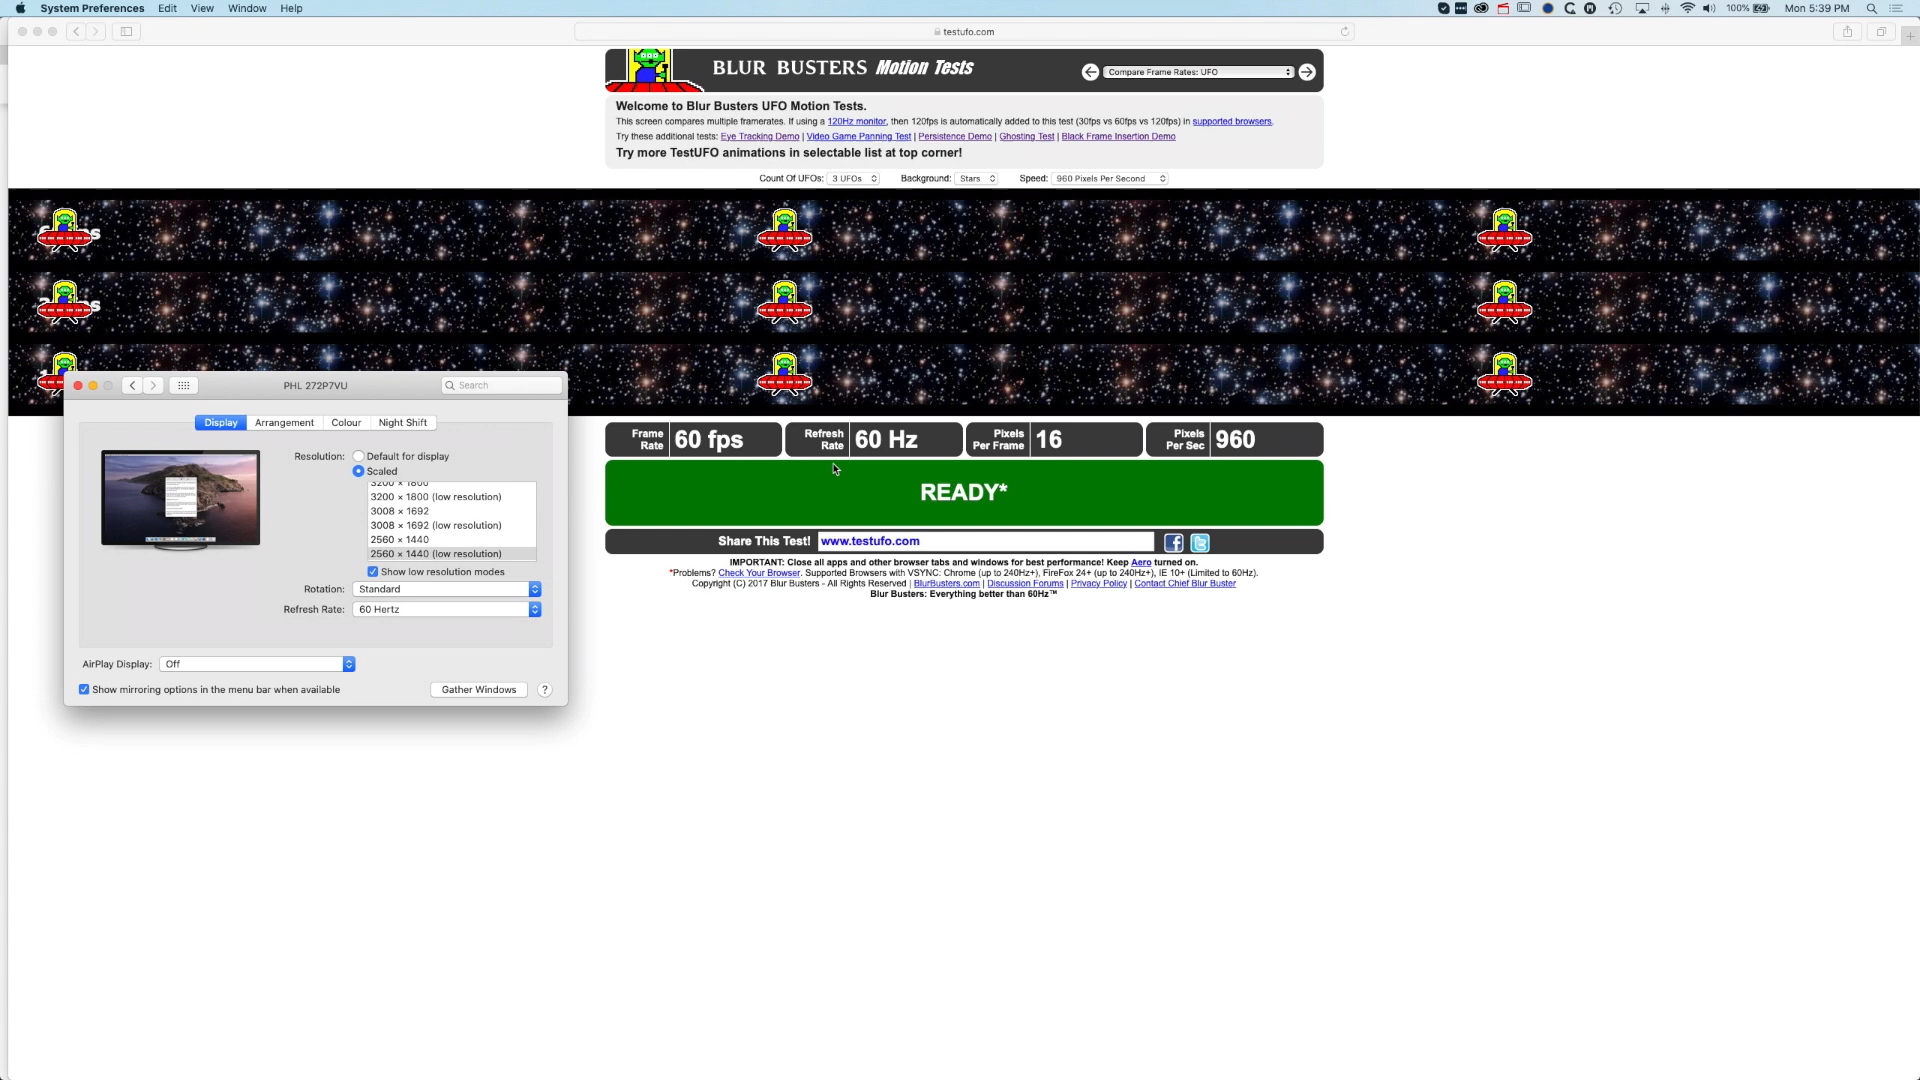 System Preferences Edit View Window Help
100%
Mon 5:39 PM
testufo.com
BLUR BUSTERS Motion Tests
Compare Frame Rates: UFO
Welcome to Blur Busters UFO Motion Tests.
This screen compares multiple framerates. If using a 120Hz monitor, then 120fps is automatically added to this test (30fps vs 60fps vs 120fps) in supported browsers.
Try these additional tests: Eye Tracking Demo | Video Game Panning Test | Persistence Demo | Ghosting Test | Black Frame Insertion Demo
Try more TestUFO animations in selectable list at top corner!
Count Of UFOs: 3 UFOs Background: Stars Speed: 960 Pixels Per Second
PHL 272P7VU
Search
Display Arrangement Colour Night Shift
Resolution: Default for display
Scaled
3200 × 1800
3200 × 1800 (low resolution)
3008 × 1692
3008 × 1692 (low resolution)
2560 × 1440
2560 × 1440 (low resolution)
Show low resolution modes
Rotation: Standard
Refresh Rate: 60 Hertz
AirPlay Display: Off
Show mirroring options in the menu bar when available
Gather Windows ?
Frame Rate 60 fps
Refresh Rate 60 Hz
Pixels Per Frame 16
Pixels Per Sec 960
READY*
Share This Test! www.testufo.com
IMPORTANT: Close all apps and other browser tabs and windows for best performance! Keep Aero turned on.
*Problems? Check Your Browser. Supported Browsers with VSYNC: Chrome (up to 240Hz+), FireFox 24+ (up to 240Hz+), IE 10+ (Limited to 60Hz).
Copyright (C) 2017 Blur Busters - All Rights Reserved | BlurBusters.com | Discussion Forums | Privacy Policy | Contact Chief Blur Buster
Blur Busters: Everything better than 60Hz™